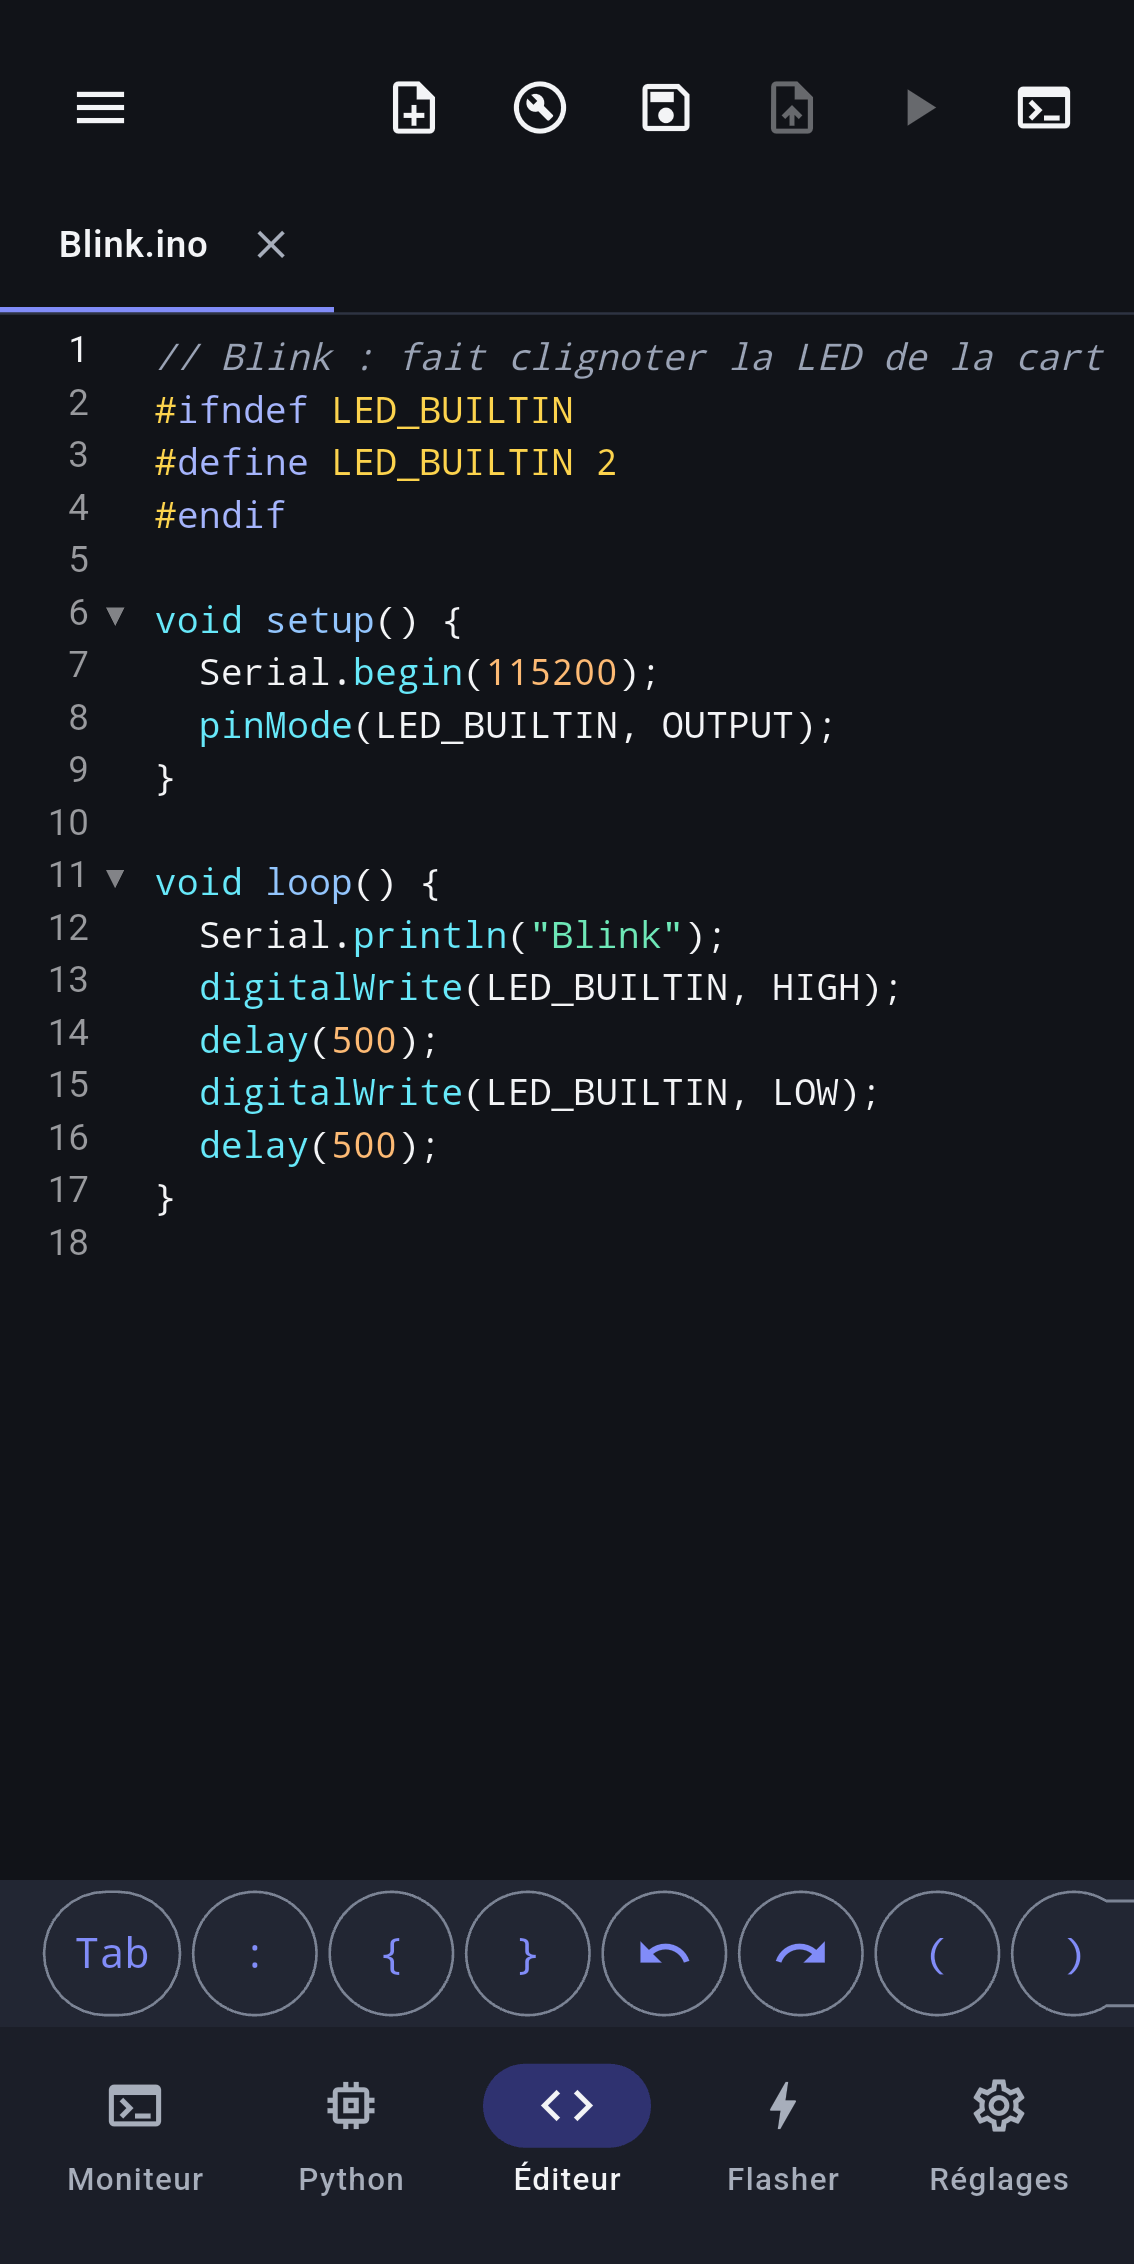 Blink.ino
1 // Blink : fait clignoter la LED de la cart
2 #ifndef LED_BUILTIN
3 #define LED_BUILTIN 2
4 #endif
5
6 void setup() {
7   Serial.begin(115200);
8   pinMode(LED_BUILTIN, OUTPUT);
9 }
10
11 void loop() {
12   Serial.println("Blink");
13   digitalWrite(LED_BUILTIN, HIGH);
14   delay(500);
15   digitalWrite(LED_BUILTIN, LOW);
16   delay(500);
17 }
18
Tab : { } ( )
Moniteur Python Éditeur Flasher Réglages